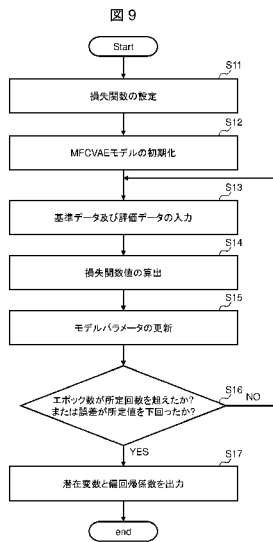 図9
Start
S11
損失関数の設定
S12
MFCVAEモデルの初期化
S13
基準データ及び評価データの入力
S14
損失関数値の算出
S15
モデルパラメータの更新
S16
エポック数が所定回数を超えたか?
または誤差が所定値を下回ったか?
NO
YES
S17
潜在変数と偏回帰係数を出力
end